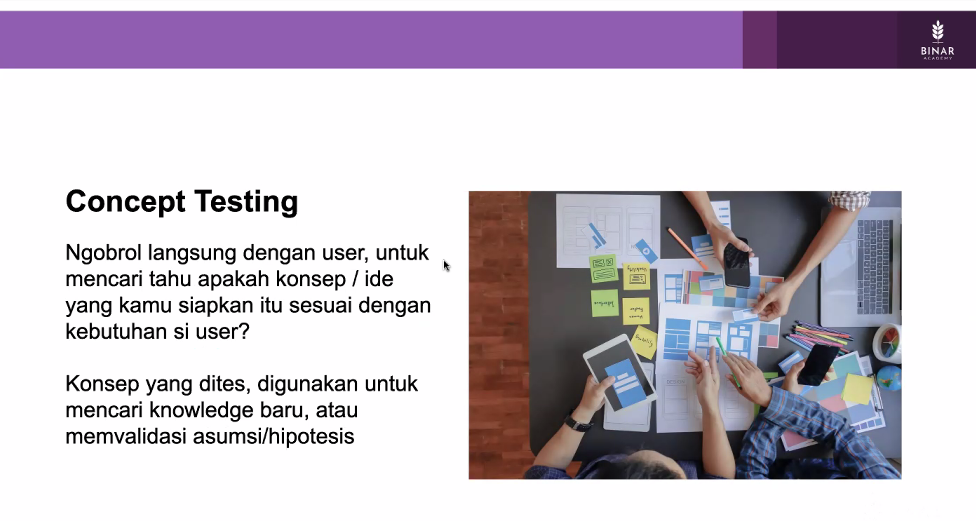 BINAR
ACADEMY
Concept Testing
Ngobrol langsung dengan user, untuk
mencari tahu apakah konsep / ide
yang kamu siapkan itu sesuai dengan
kebutuhan si user?
Konsep yang dites, digunakan untuk
mencari knowledge baru, atau
memvalidasi asumsi/hipotesis